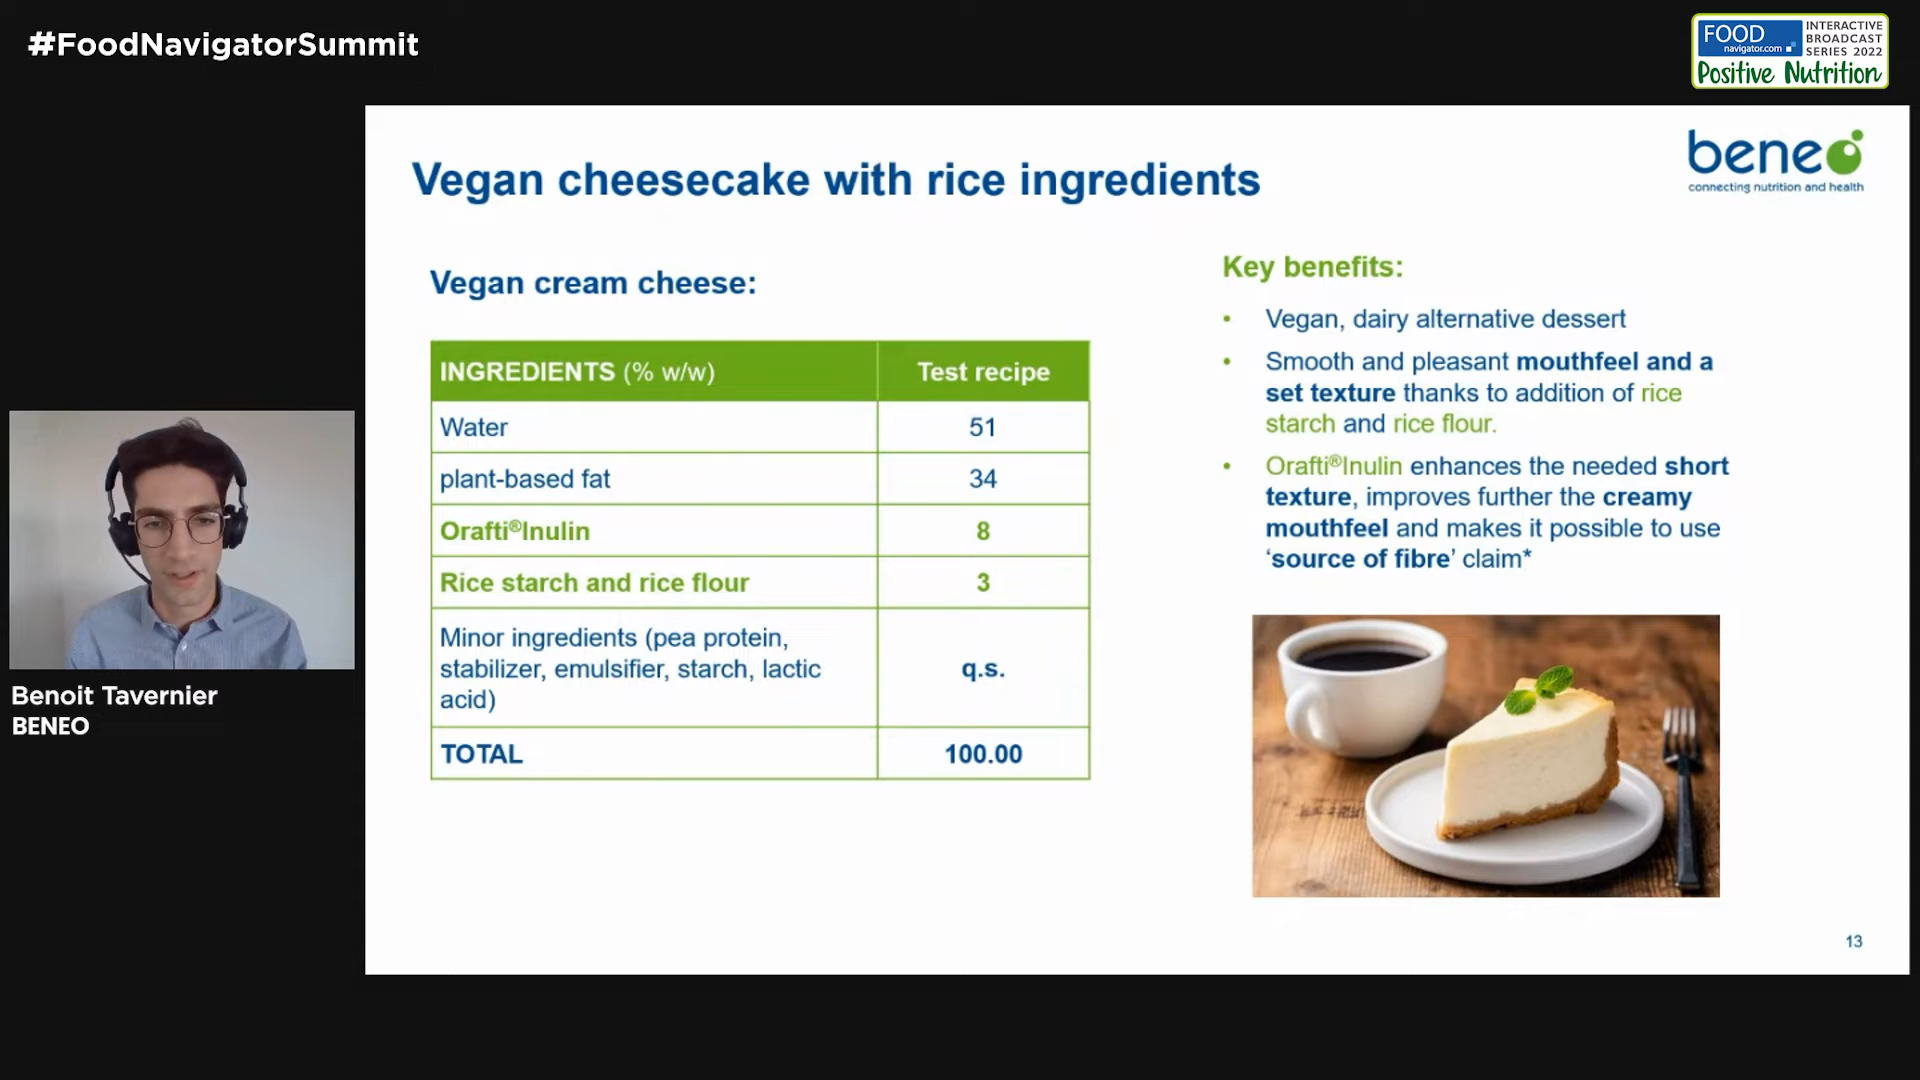 #FoodNavigatorSummit
FOOD
navigator.com
INTERACTIVE
BROADCAST
SERIES 2022
Positive Nutrition
beneo
connecting nutrition and health
Vegan cheesecake with rice ingredients
Vegan cream cheese:
INGREDIENTS (% w/w) Test recipe
Water 51
plant-based fat 34
Orafti®Inulin 8
Rice starch and rice flour 3
Minor ingredients (pea protein,
stabilizer, emulsifier, starch, lactic
acid) q.s.
TOTAL 100.00
Key benefits:
• Vegan, dairy alternative dessert
• Smooth and pleasant mouthfeel and a
set texture thanks to addition of rice
starch and rice flour.
• Orafti®Inulin enhances the needed short
texture, improves further the creamy
mouthfeel and makes it possible to use
‘source of fibre’ claim*
13
Benoit Tavernier
BENEO